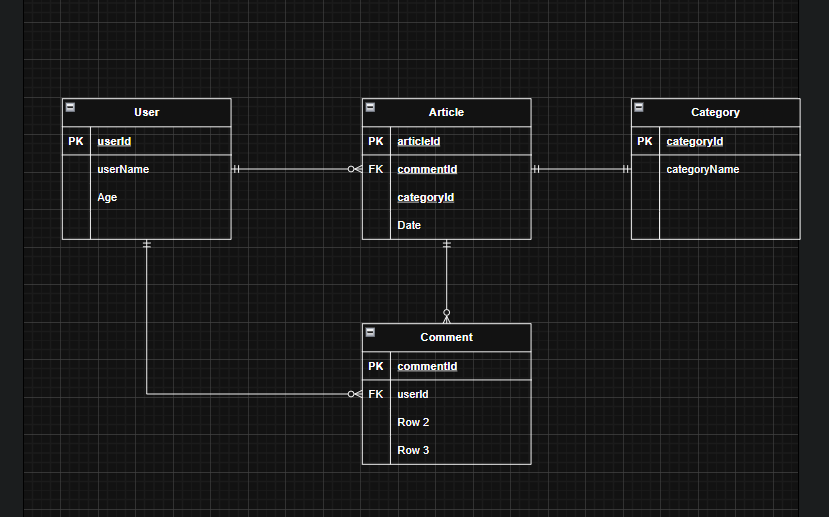 User
PK userId
userName
Age
Article
PK articleId
FK commentId
categoryId
Date
Category
PK categoryId
categoryName
Comment
PK commentId
FK userId
Row 2
Row 3